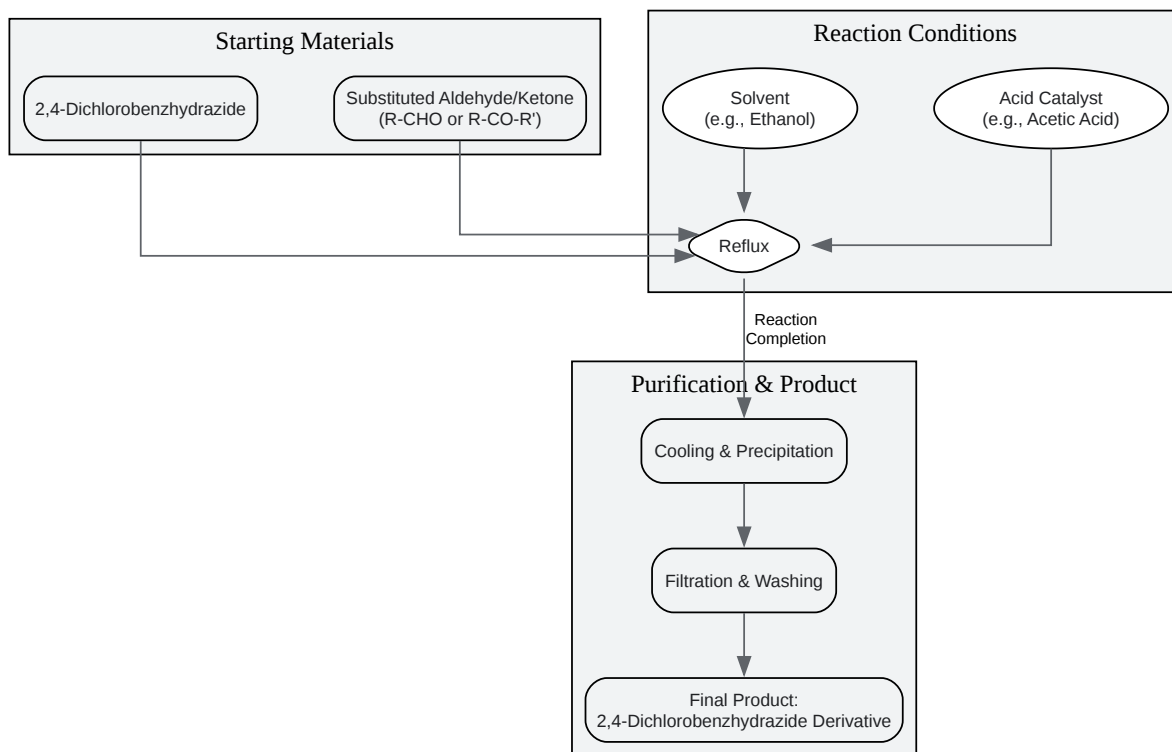 Starting Materials
2,4-Dichlorobenzhydrazide
Substituted Aldehyde/Ketone
(R-CHO or R-CO-R')
Reaction Conditions
Solvent
(e.g., Ethanol)
Acid Catalyst
(e.g., Acetic Acid)
Reflux
Reaction
Completion
Purification & Product
Cooling & Precipitation
Filtration & Washing
Final Product:
2,4-Dichlorobenzhydrazide Derivative